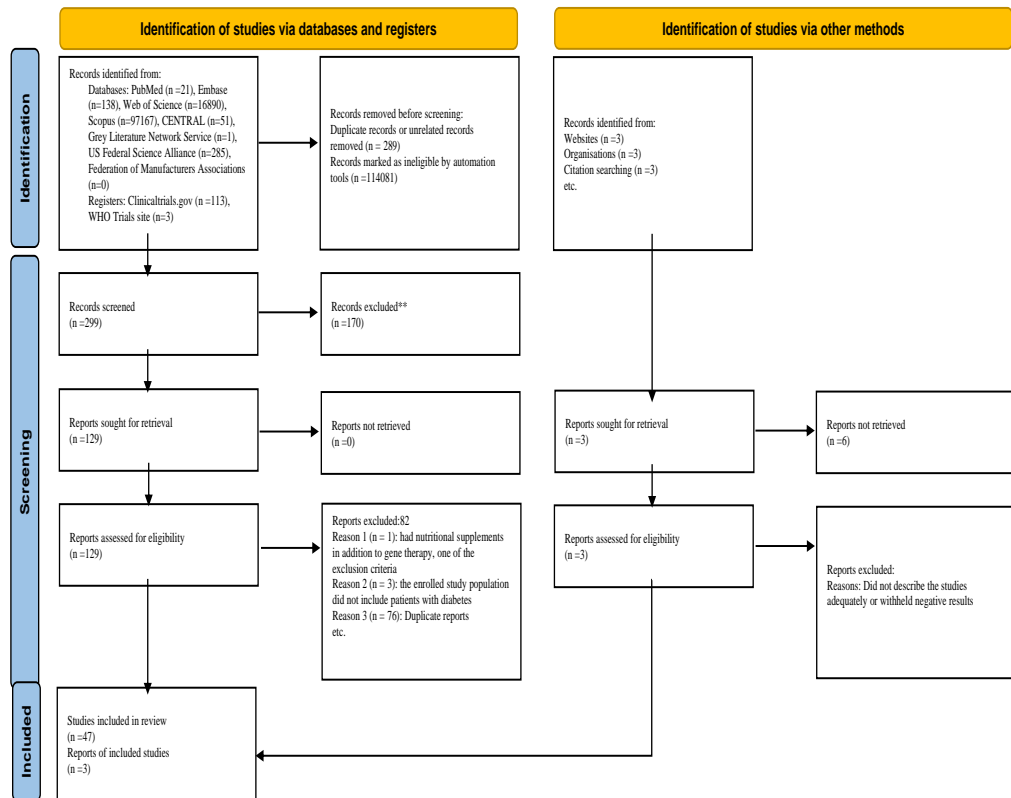 Identification of studies via databases and registers
Identification of studies via other methods
Identification
Records identified from:
Databases: PubMed (n =21), Embase
(n=138), Web of Science (n=16890),
Scopus (n=97167), CENTRAL (n=51),
Grey Literature Network Service (n=1),
US Federal Science Alliance (n=285),
Federation of Manufacturers Associations
(n=0)
Registers: Clinicaltrials.gov (n =113),
WHO Trials site (n=3)
Records removed before screening:
Duplicate records or unrelated records
removed (n = 289)
Records marked as ineligible by automation
tools (n =114081)
Records identified from:
Websites (n =3)
Organisations (n =3)
Citation searching (n =3)
etc.
Screening
Records screened
(n =299)
Records excluded**
(n =170)
Reports sought for retrieval
(n =129)
Reports not retrieved
(n =0)
Reports sought for retrieval
(n =3)
Reports not retrieved
(n =6)
Reports assessed for eligibility
(n =129)
Reports excluded:82
Reason 1 (n = 1): had nutritional supplements
in addition to gene therapy, one of the
exclusion criteria
Reason 2 (n = 3): the enrolled study population
did not include patients with diabetes
Reason 3 (n = 76): Duplicate reports
etc.
Reports assessed for eligibility
(n =3)
Reports excluded:
Reasons: Did not describe the studies
adequately or withheld negative results
Included
Studies included in review
(n =47)
Reports of included studies
(n =3)